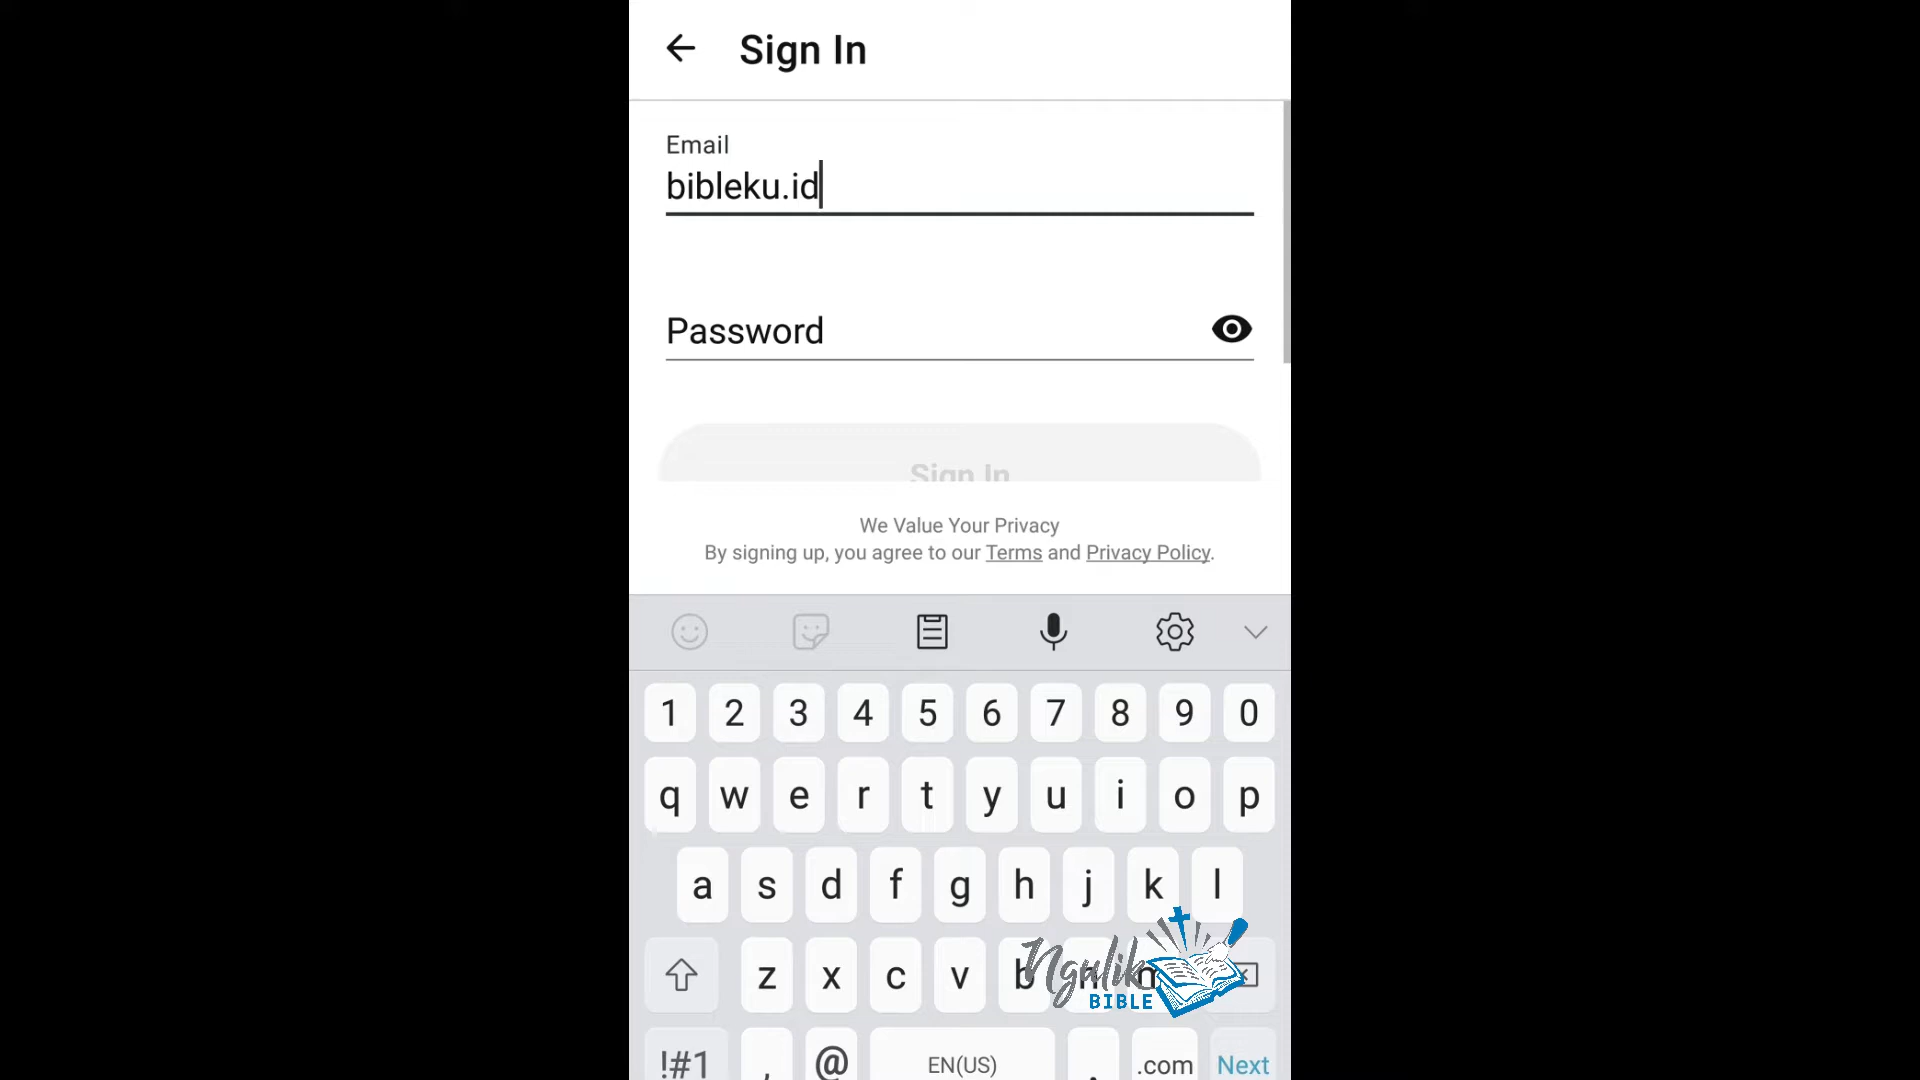 Sign In
Email
bibleku.id
Password
Sign In
We Value Your Privacy
By signing up, you agree to our Terms and Privacy Policy.
1 2 3 4 5 6 7 8 9 0
q w e r t y u i o p
a s d f g h j k l
z x c v b n m
Ngulik
BIBLE
!#1 , @ EN(US) . .com Next